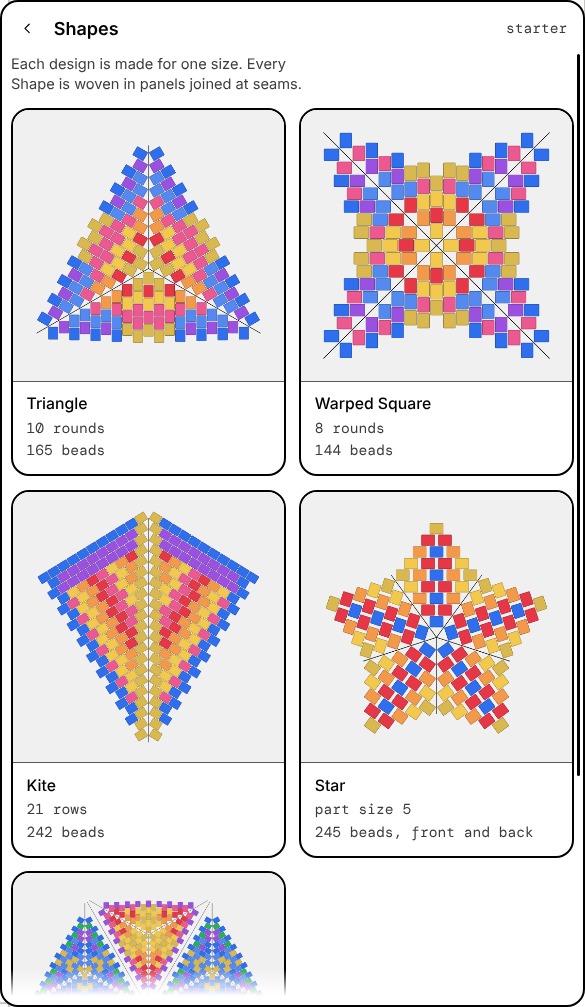 Shapes
starter
Each design is made for one size. Every
Shape is woven in panels joined at seams.
Triangle
10 rounds
165 beads
Warped Square
8 rounds
144 beads
Kite
21 rows
242 beads
Star
part size 5
245 beads, front and back